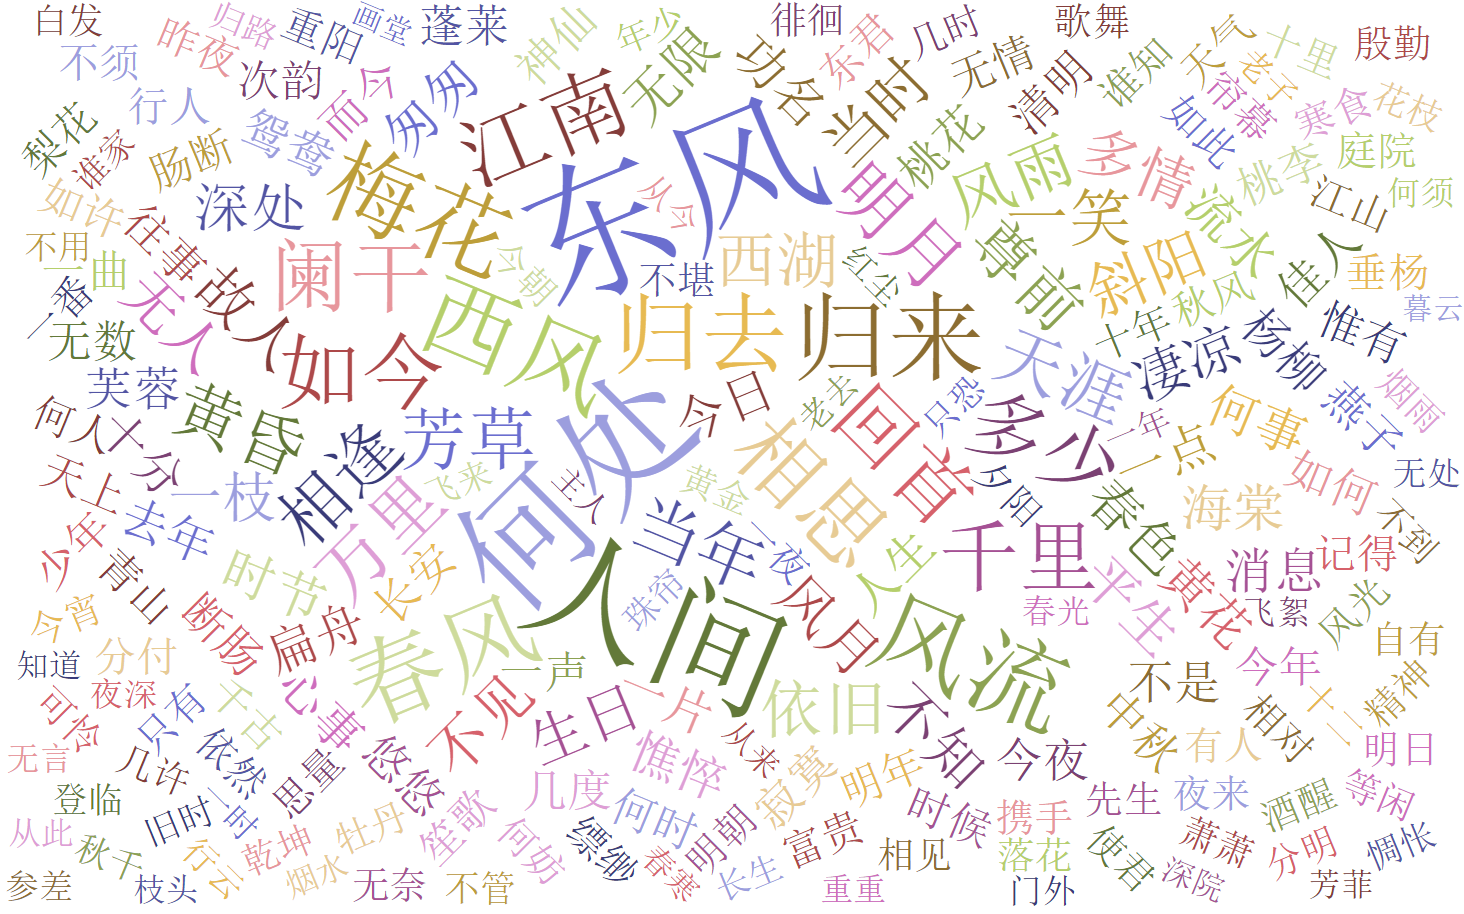 白发
归路
重阳
画堂
蓬莱
神仙
年少
徘徊
东君
几时
歌舞
谁知
天气
十里
殷勤
不须
昨夜
次韵
而今
匆匆
江南
无限
功名
当时
无情
清明
如此
帘幕
老子
寒食
花枝
行人
鸳鸯
梨花
谁家
肠断
梅花
东风
桃花
风雨
多情
桃李
庭院
何须
如许
往事
深处
从今
明月
一笑
流水
江山
不用
一曲
阑干
今朝
不堪
西湖
红尘
尊前
斜阳
秋风
佳人
垂杨
一番
无数
无人
故人
如今
西风
归去
归来
十年
凄凉
杨柳
惟有
暮云
芙蓉
黄昏
芳草
今日
老去
只恐
天涯
燕子
烟雨
何人
十分
相逢
何处
相思
回首
多少
一年
一点
何事
如何
无处
天上
一枝
飞来
主人
黄金
夕阳
春色
海棠
不到
少年
去年
万里
当年
一夜
千里
消息
记得
青山
时节
长安
人间
珠帘
人生
春光
平生
黄花
飞絮
风光
今宵
断肠
扁舟
春风
风月
风流
自有
知道
分付
一声
一片
依旧
不是
今年
可怜
夜深
千古
心事
不见
生日
不知
中秋
相对
十二
精神
无言
只有
依然
思量
悠悠
憔悴
从来
今夜
有人
明日
几许
登临
旧时
一时
笙歌
几度
何时
寂寞
明年
时候
先生
夜来
酒醒
等闲
从此
秋千
行云
乾坤
牡丹
何妨
缥缈
春寒
明朝
富贵
相见
携手
落花
使君
萧萧
分明
惆怅
参差
枝头
烟水
无奈
不管
长生
重重
门外
深院
芳菲